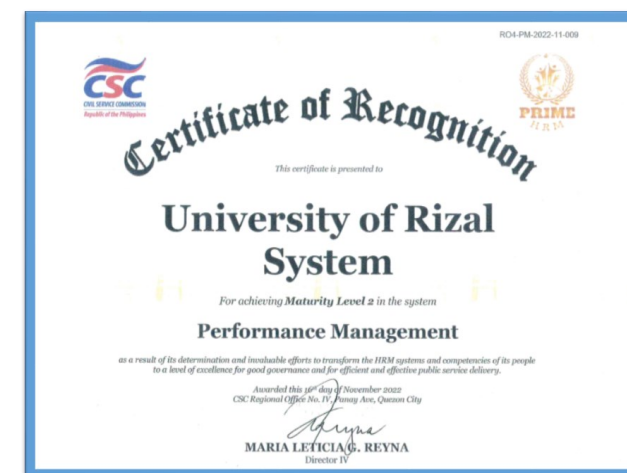 RO4-PM-2022-11-009
CSC
CIVIL SERVICE COMMISSION
Republic of the Philippines
PRIME
HRM
Certificate of Recognition
This certificate is presented to
University of Rizal
System
For achieving Maturity Level 2 in the system
Performance Management
as a result of its determination and invaluable efforts to transform the HRM systems and competencies of its people
to a level of excellence for good governance and for efficient and effective public service delivery.
Awarded this 16th day of November 2022
CSC Regional Office No. IV, Panay Ave, Quezon City
MARIA LETICIA G. REYNA
Director IV